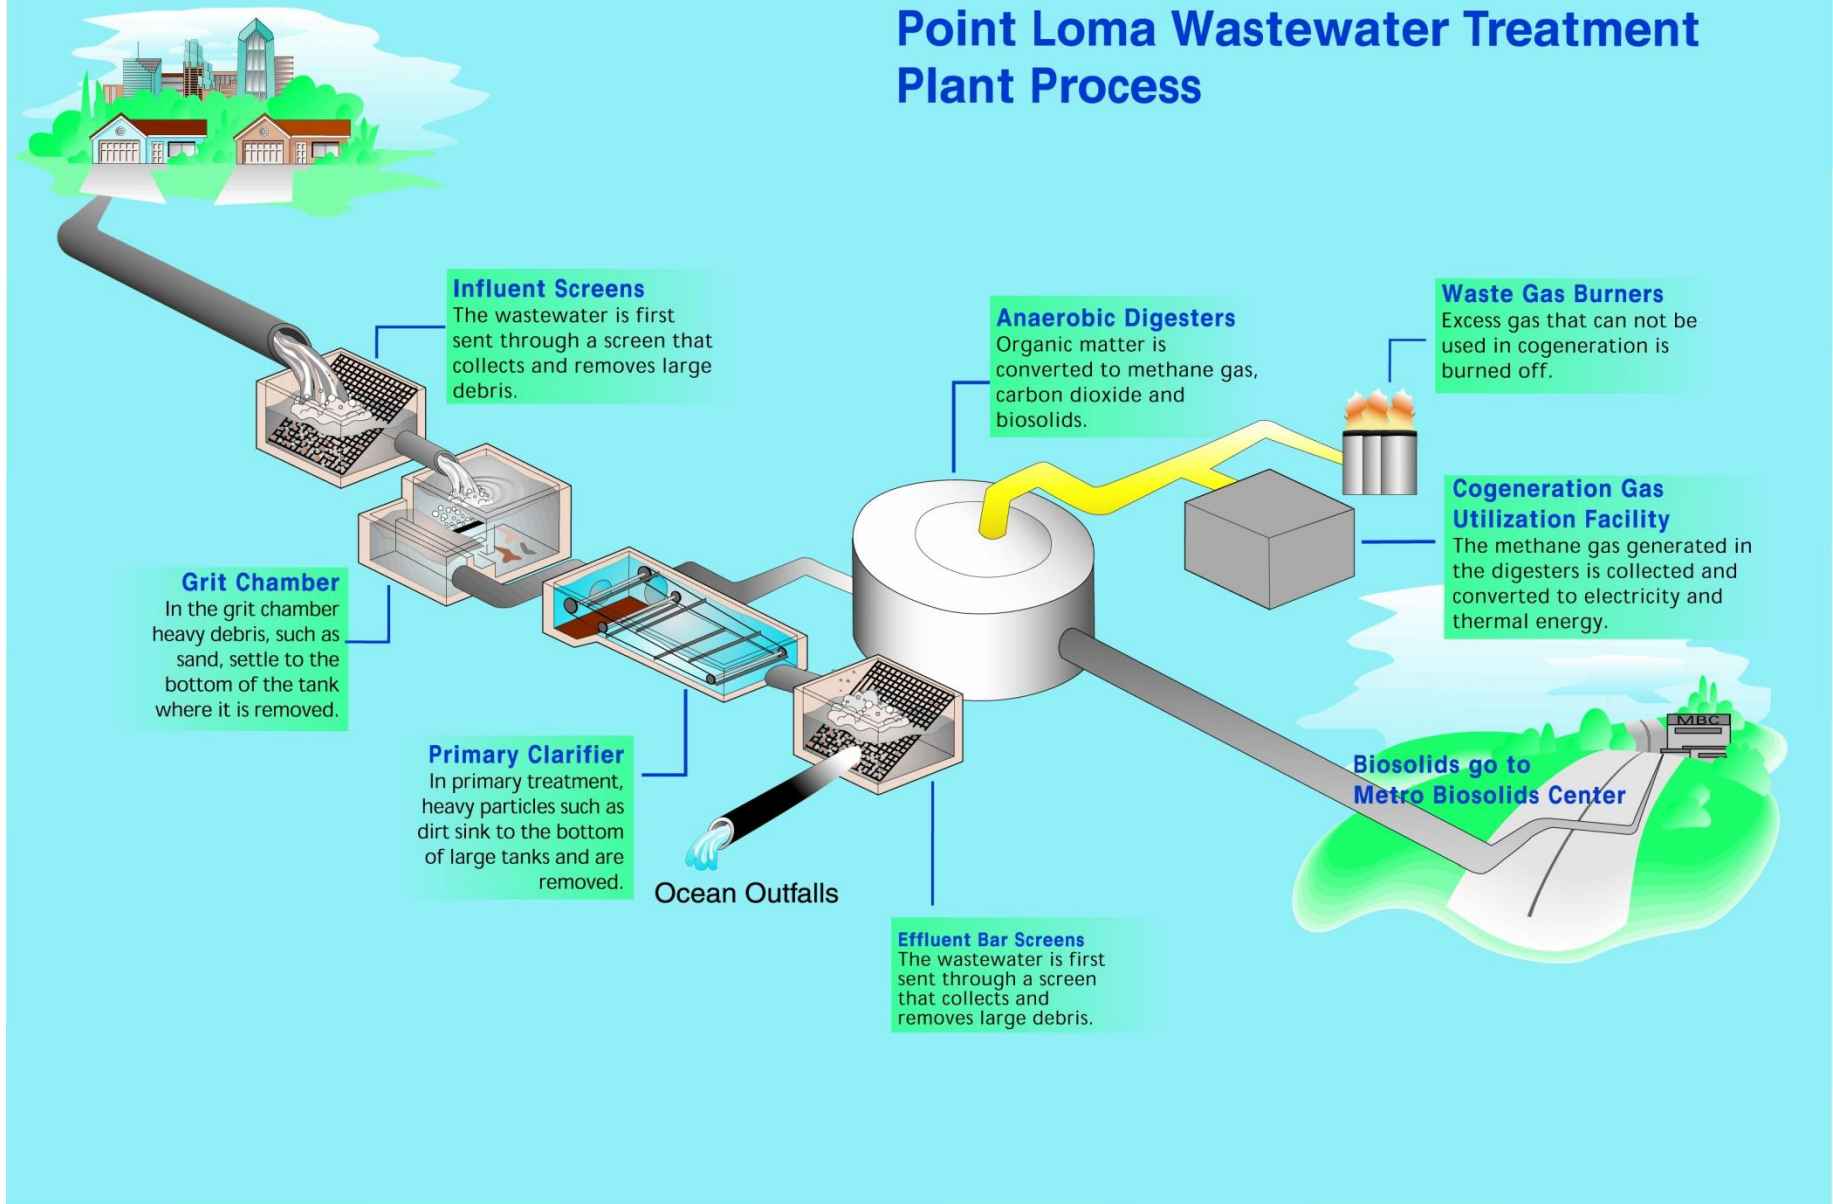 Point Loma Wastewater Treatment
Plant Process
Influent Screens
The wastewater is first
sent through a screen that
collects and removes large
debris.
Anaerobic Digesters
Organic matter is
converted to methane gas,
carbon dioxide and
biosolids.
Waste Gas Burners
Excess gas that can not be
used in cogeneration is
burned off.
Cogeneration Gas
Utilization Facility
The methane gas generated in
the digesters is collected and
converted to electricity and
thermal energy.
Grit Chamber
In the grit chamber
heavy debris, such as
sand, settle to the
bottom of the tank
where it is removed.
Primary Clarifier
In primary treatment,
heavy particles such as
dirt sink to the bottom
of large tanks and are
removed.
MBC
Biosolids go to
Metro Biosolids Center
Ocean Outfalls
Effluent Bar Screens
The wastewater is first
sent through a screen
that collects and
removes large debris.